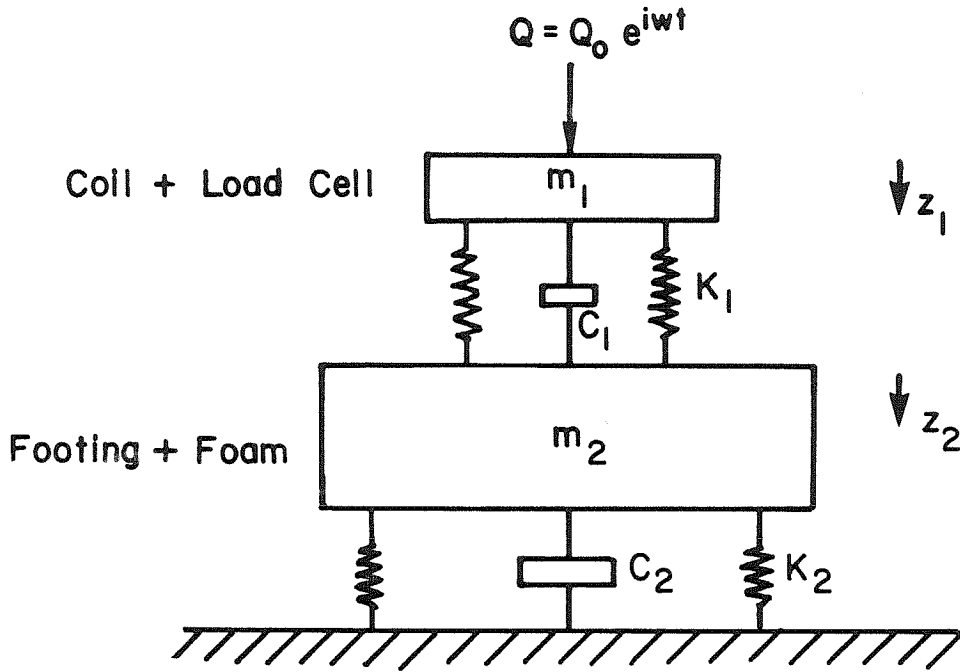 Q = Q₀ e^{iwt}
Coil + Load Cell
m₁
z₁
K₁
C₁
Footing + Foam
m₂
z₂
C₂
K₂